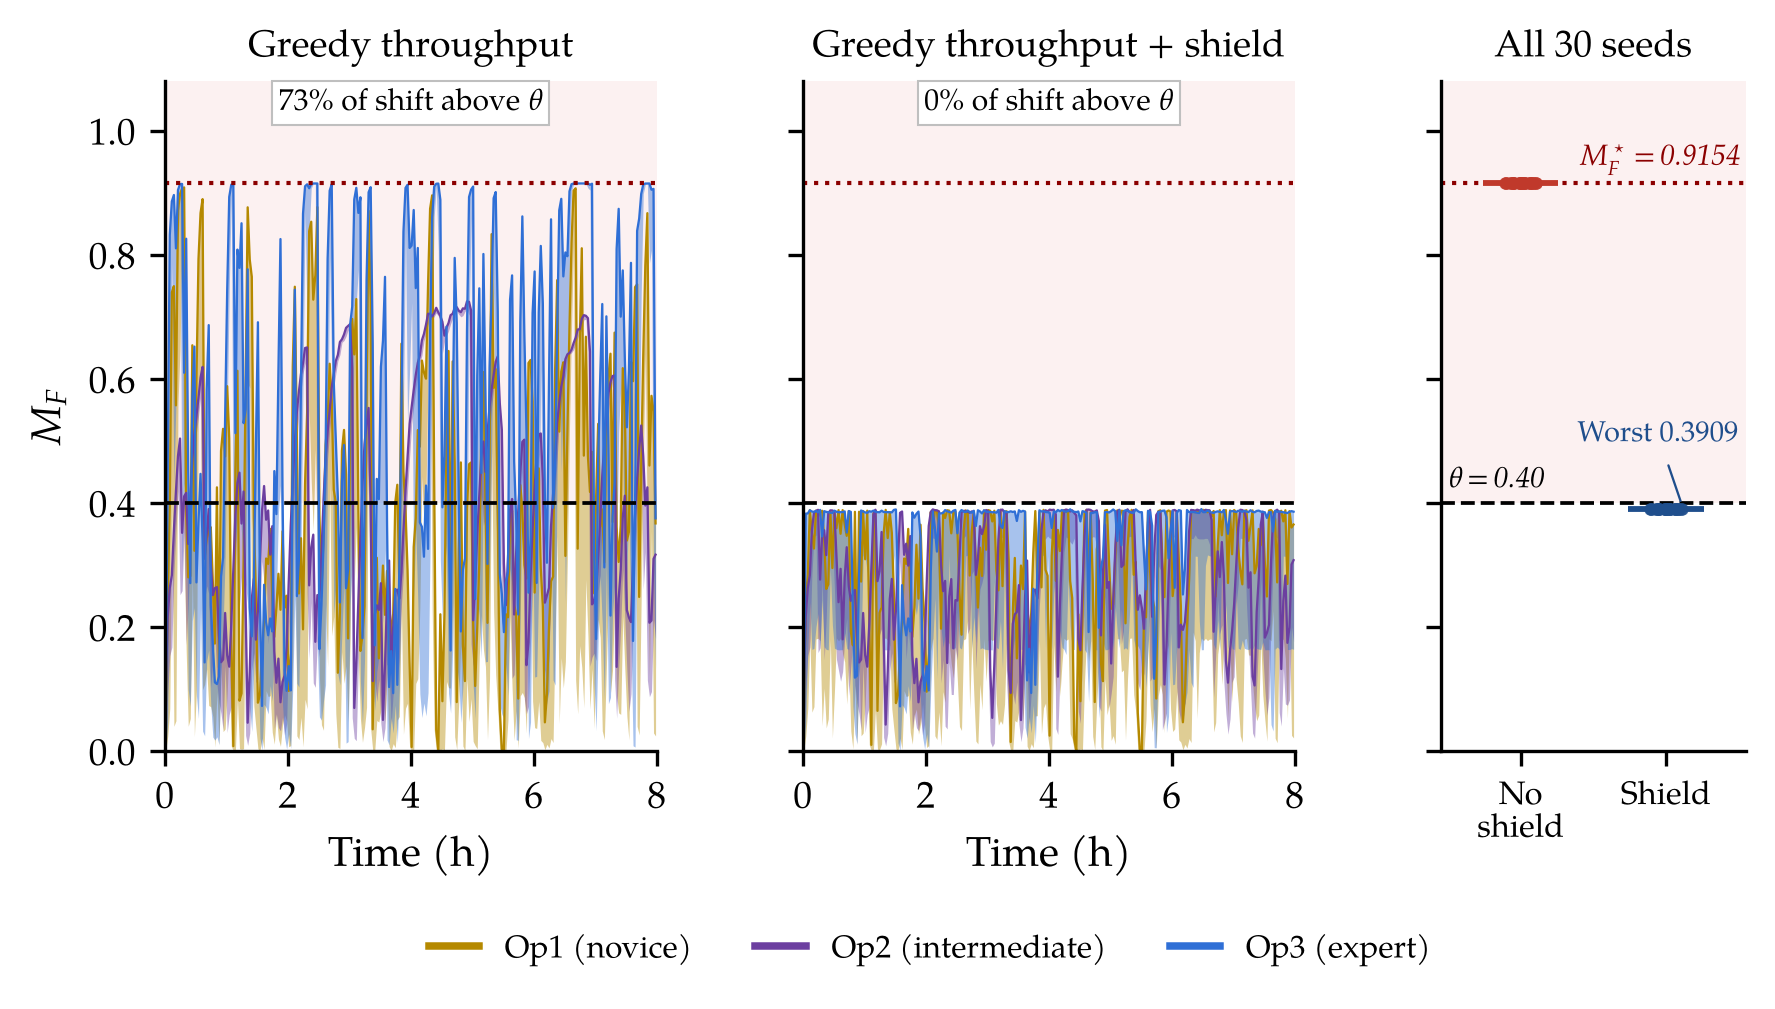 Greedy throughput
Greedy throughput + shield
All 30 seeds
73% of shift above θ
0% of shift above θ
M_F^⋆ = 0.9154
Worst 0.3909
θ = 0.40
M_F
1.0
0.8
0.6
0.4
0.2
0.0
0 2 4 6 8
0 2 4 6 8
No
shield
Shield
Time (h)
Time (h)
Op1 (novice)
Op2 (intermediate)
Op3 (expert)